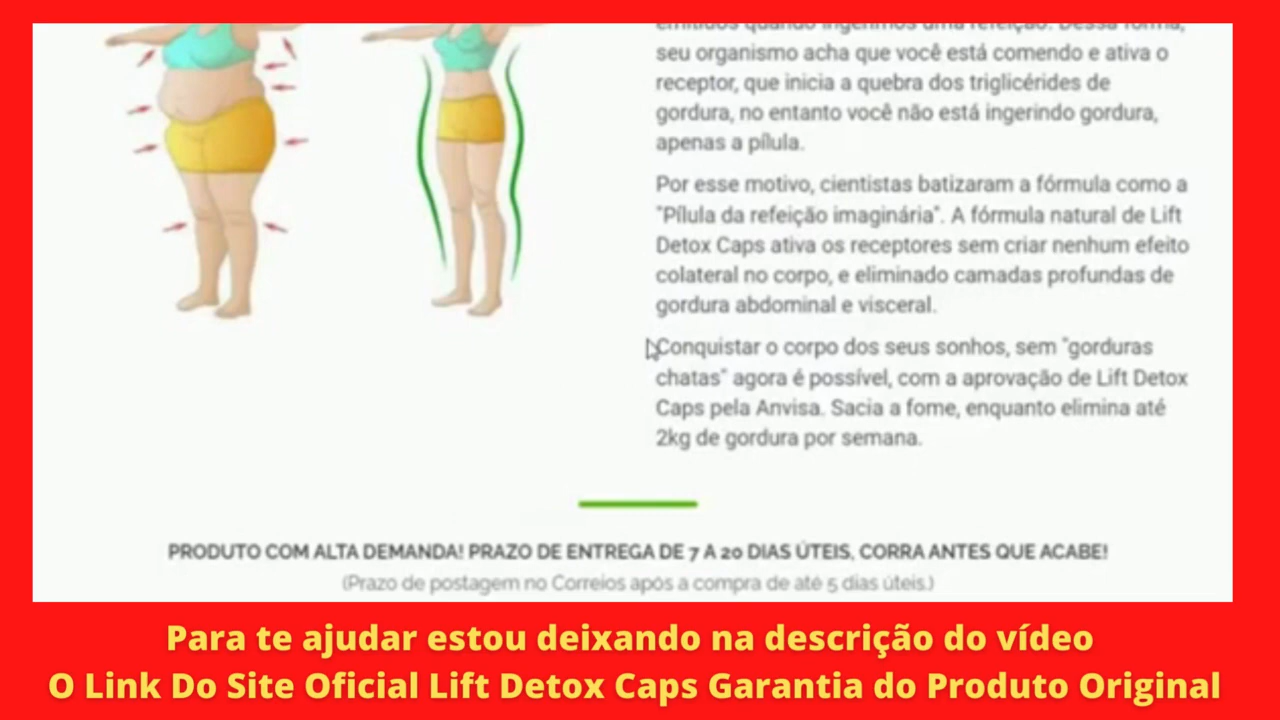 emitidos quando ingerimos uma refeição. Dessa forma,
seu organismo acha que você está comendo e ativa o
receptor, que inicia a quebra dos triglicérides de
gordura, no entanto você não está ingerindo gordura,
apenas a pílula.
Por esse motivo, cientistas batizaram a fórmula como a
"Pílula da refeição imaginária". A fórmula natural de Lift
Detox Caps ativa os receptores sem criar nenhum efeito
colateral no corpo, e eliminado camadas profundas de
gordura abdominal e visceral.
Conquistar o corpo dos seus sonhos, sem "gorduras
chatas" agora é possível, com a aprovação de Lift Detox
Caps pela Anvisa. Sacia a fome, enquanto elimina até
2kg de gordura por semana.
PRODUTO COM ALTA DEMANDA! PRAZO DE ENTREGA DE 7 A 20 DIAS ÚTEIS, CORRA ANTES QUE ACABE!
(Prazo de postagem no Correios após a compra de até 5 dias úteis.)
Para te ajudar estou deixando na descrição do vídeo
O Link Do Site Oficial Lift Detox Caps Garantia do Produto Original